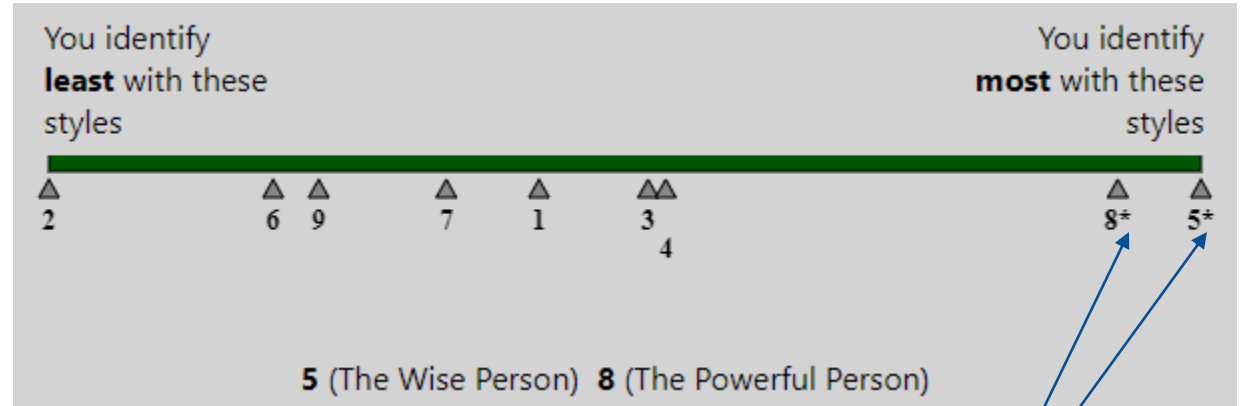 You identify
least with these
styles
You identify
most with these
styles
2 6 9 7 1 3 8* 5*
4
5 (The Wise Person) 8 (The Powerful Person)